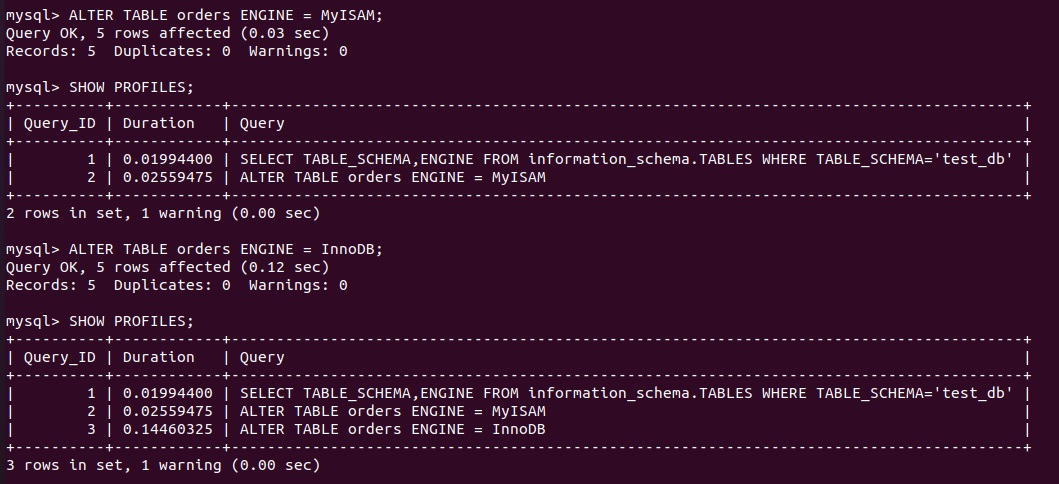 mysql> ALTER TABLE orders ENGINE = MyISAM;
Query OK, 5 rows affected (0.03 sec)
Records: 5  Duplicates: 0  Warnings: 0

mysql> SHOW PROFILES;
+----------+------------+----------------------------------------------------------------------------------------+
| Query_ID | Duration   | Query                                                                                  |
+----------+------------+----------------------------------------------------------------------------------------+
|        1 | 0.01994400 | SELECT TABLE_SCHEMA,ENGINE FROM information_schema.TABLES WHERE TABLE_SCHEMA='test_db' |
|        2 | 0.02559475 | ALTER TABLE orders ENGINE = MyISAM                                                     |
+----------+------------+----------------------------------------------------------------------------------------+
2 rows in set, 1 warning (0.00 sec)

mysql> ALTER TABLE orders ENGINE = InnoDB;
Query OK, 5 rows affected (0.12 sec)
Records: 5  Duplicates: 0  Warnings: 0

mysql> SHOW PROFILES;
+----------+------------+----------------------------------------------------------------------------------------+
| Query_ID | Duration   | Query                                                                                  |
+----------+------------+----------------------------------------------------------------------------------------+
|        1 | 0.01994400 | SELECT TABLE_SCHEMA,ENGINE FROM information_schema.TABLES WHERE TABLE_SCHEMA='test_db' |
|        2 | 0.02559475 | ALTER TABLE orders ENGINE = MyISAM                                                     |
|        3 | 0.14460325 | ALTER TABLE orders ENGINE = InnoDB                                                     |
+----------+------------+----------------------------------------------------------------------------------------+
3 rows in set, 1 warning (0.00 sec)